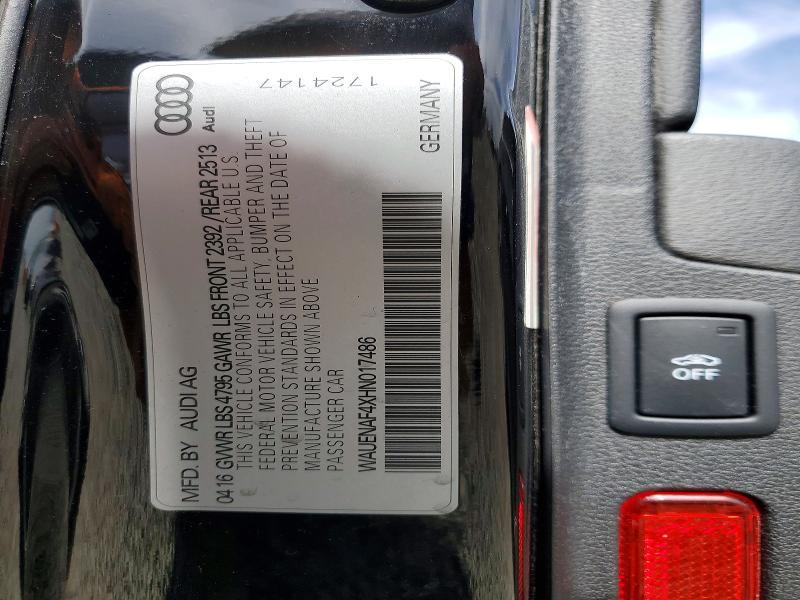 MFD. BY AUDI AG
Audi
04 16 GWWR LBS 4795 GAWR LBS FRONT 2392 /REAR 2513
THIS VEHICLE CONFORMS TO ALL APPLICABLE U.S.
FEDERAL MOTOR VEHICLE SAFETY, BUMPER AND THEFT
PREVENTION STANDARDS IN EFFECT ON THE DATE OF
MANUFACTURE SHOWN ABOVE
PASSENGER CAR
WAUENAF4XHN017486
GERMANY
1724147
OFF